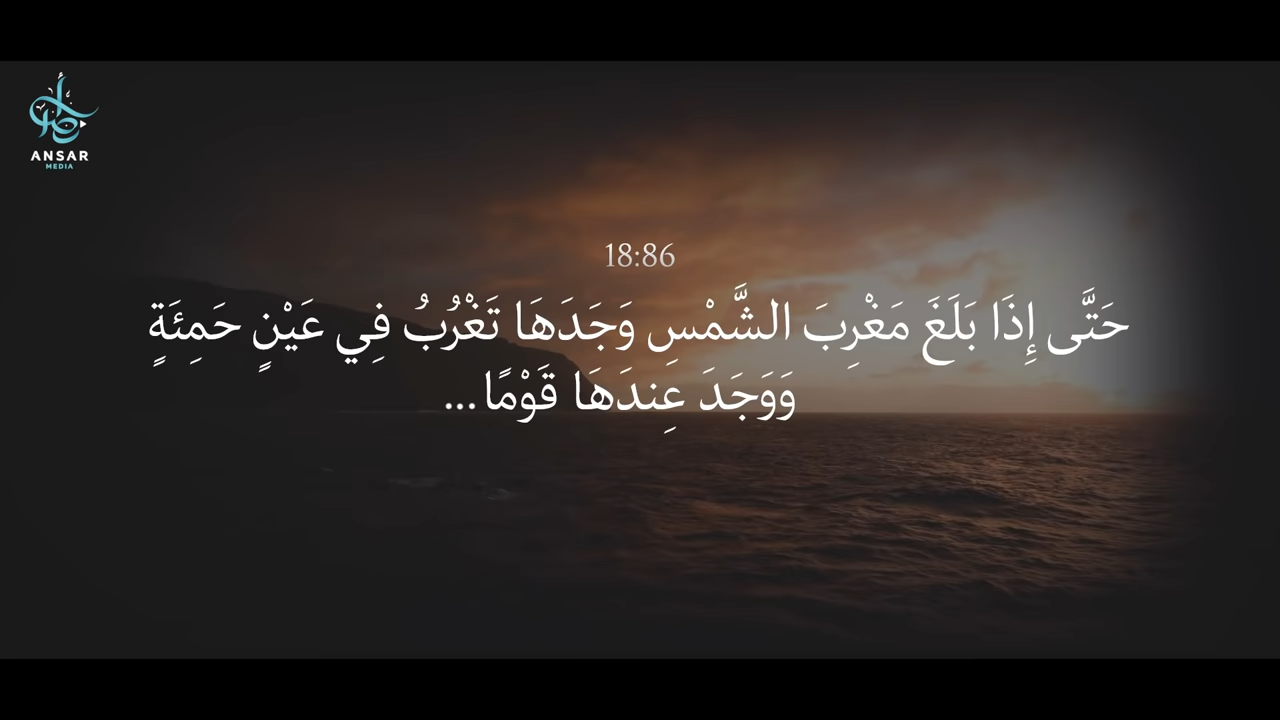 ANSAR
MEDIA
18:86
حَتَّى إِذَا بَلَغَ مَغْرِبَ الشَّمْسِ وَجَدَهَا تَغْرُبُ فِي عَيْنٍ حَمِئَةٍ
وَوَجَدَ عِندَهَا قَوْمًا...